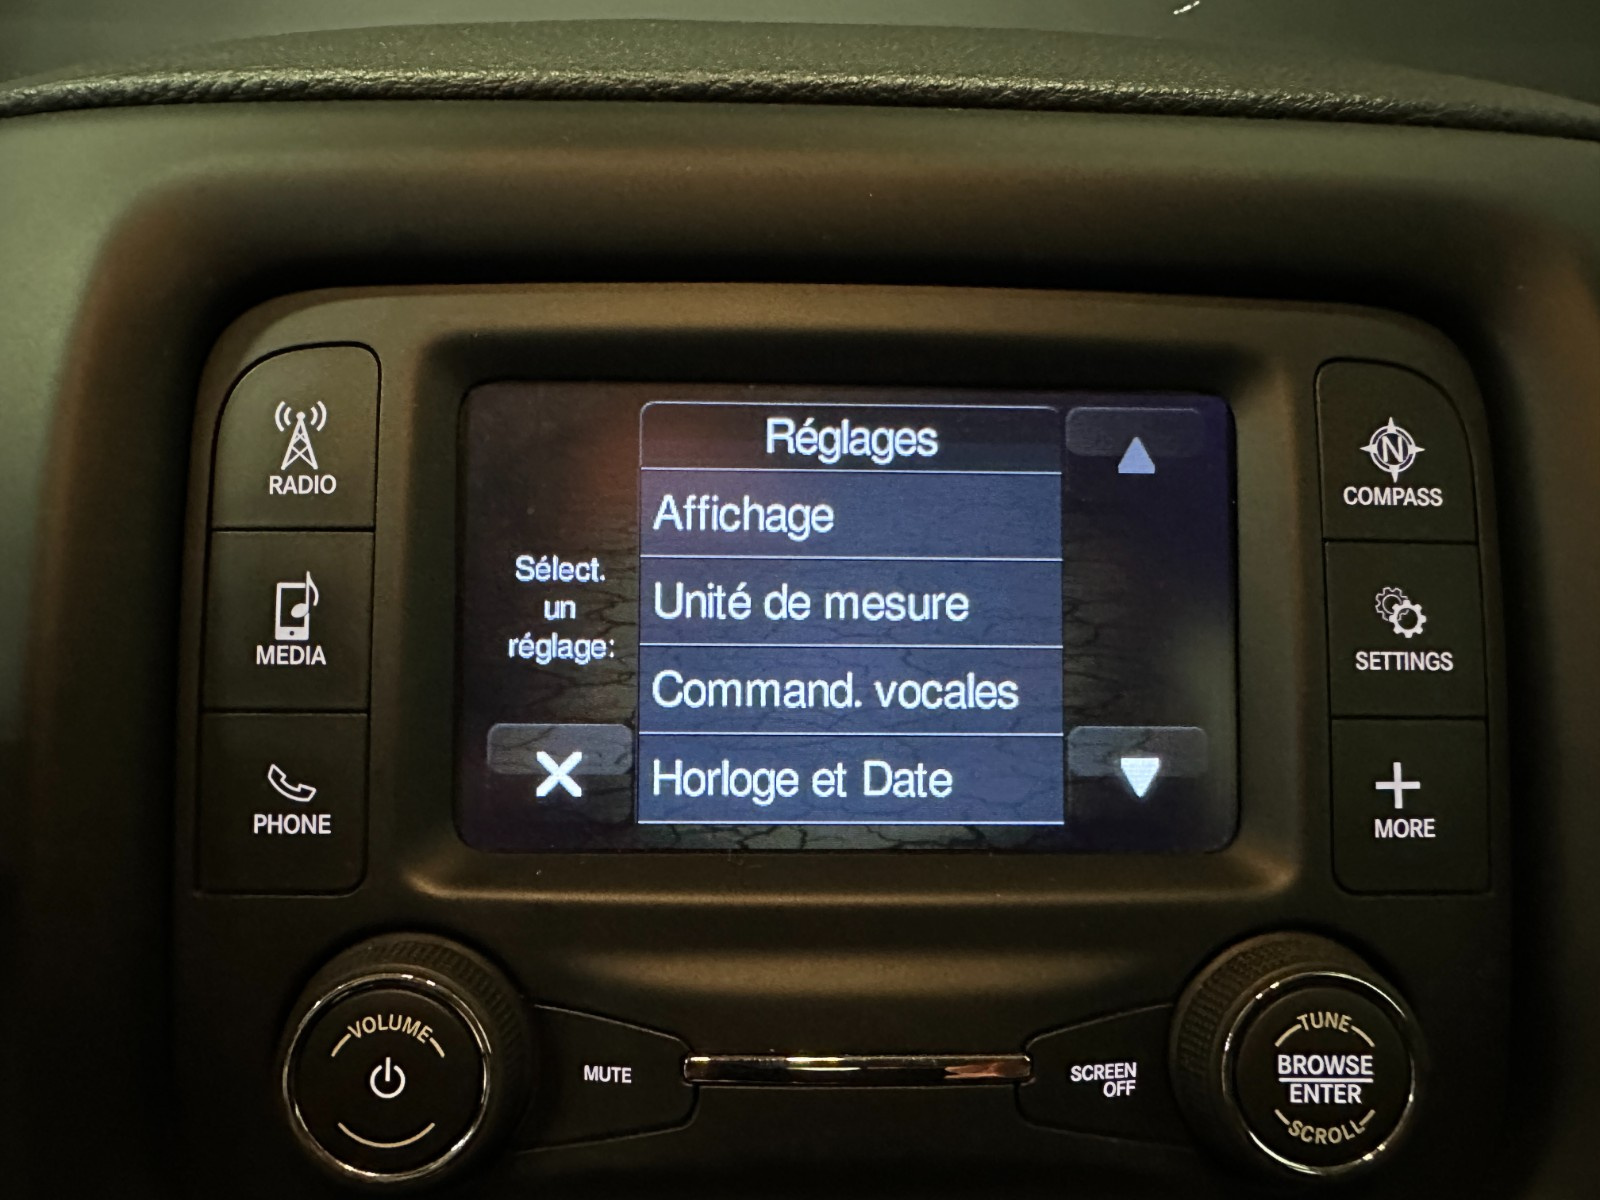 RADIO
MEDIA
PHONE
Réglages
Affichage
Unité de mesure
Command. vocales
Horloge et Date
Sélect.
un
réglage:
N
COMPASS
SETTINGS
MORE
VOLUME
MUTE
SCREEN
OFF
TUNE
BROWSE
ENTER
SCROLL